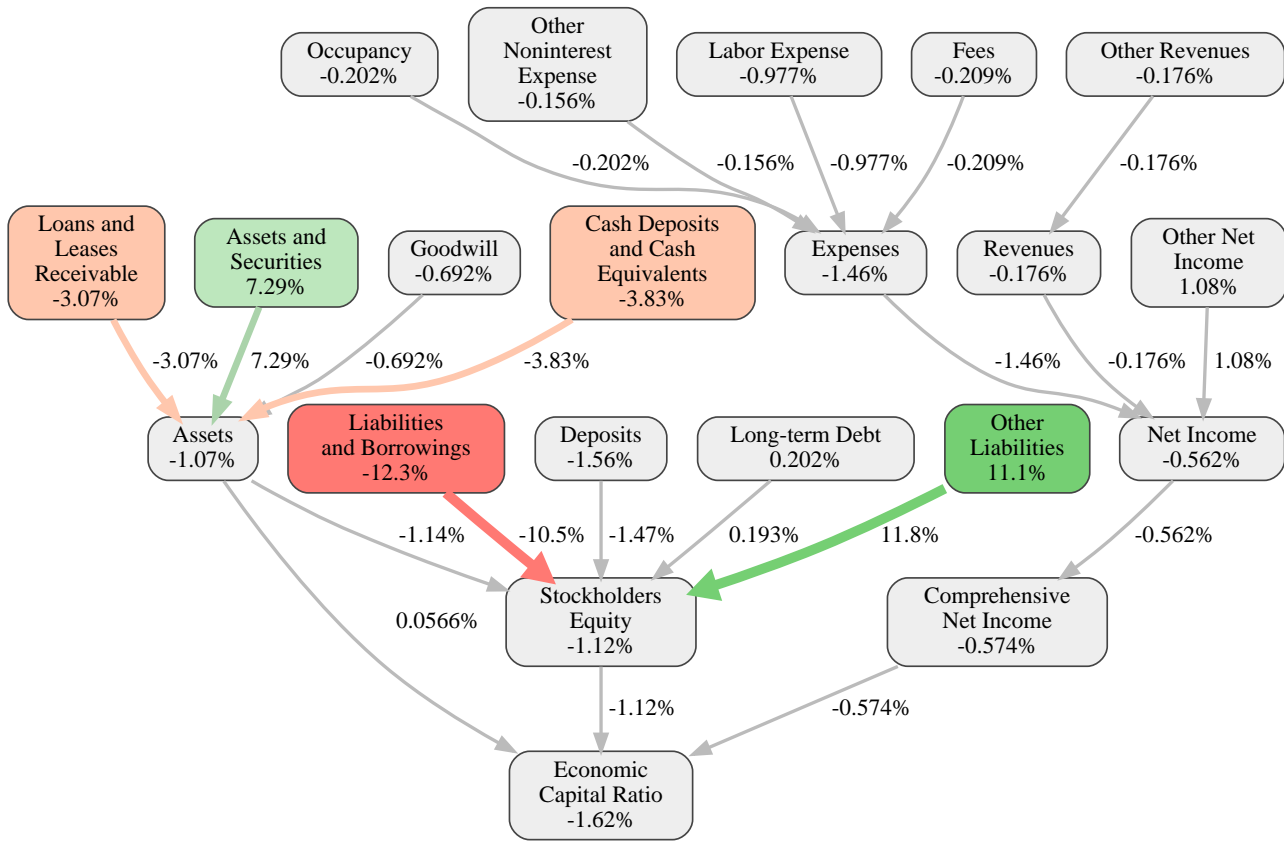 Occupancy
-0.202%
Other
Noninterest
Expense
-0.156%
Labor Expense
-0.977%
Fees
-0.209%
Other Revenues
-0.176%
-0.202%
-0.156%
-0.977%
-0.209%
-0.176%
Loans and
Leases
Receivable
-3.07%
Assets and
Securities
7.29%
Goodwill
-0.692%
Cash Deposits
and Cash
Equivalents
-3.83%
Expenses
-1.46%
Revenues
-0.176%
Other Net
Income
1.08%
-3.07%
7.29%
-0.692%
-3.83%
-1.46%
-0.176%
1.08%
Assets
-1.07%
Liabilities
and Borrowings
-12.3%
Deposits
-1.56%
Long-term Debt
0.202%
Other
Liabilities
11.1%
Net Income
-0.562%
-1.14%
-10.5%
-1.47%
0.193%
11.8%
-0.562%
0.0566%
Stockholders
Equity
-1.12%
Comprehensive
Net Income
-0.574%
-1.12%
-0.574%
Economic
Capital Ratio
-1.62%